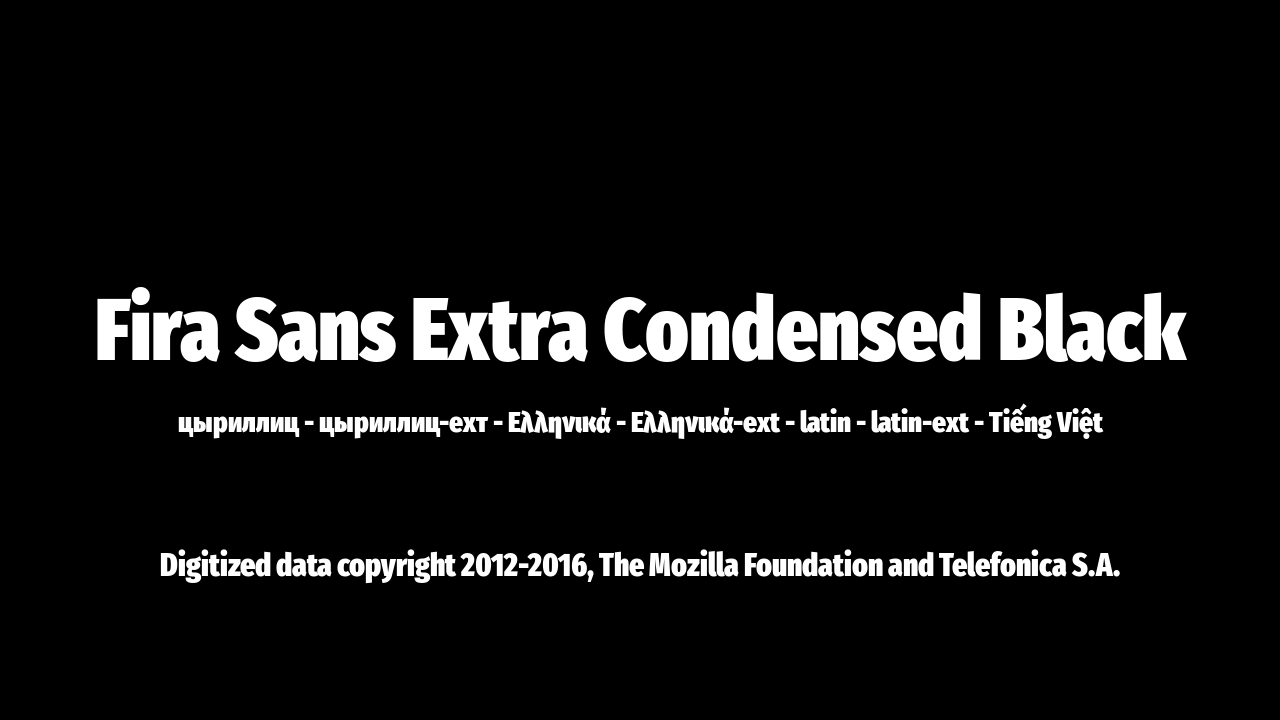 Fira Sans Extra Condensed Black
цыриллиц - цыриллиц-ехт - Ελληνικά - Ελληνικά-ext - latin - latin-ext - Tiếng Việt
Digitized data copyright 2012-2016, The Mozilla Foundation and Telefonica S.A.